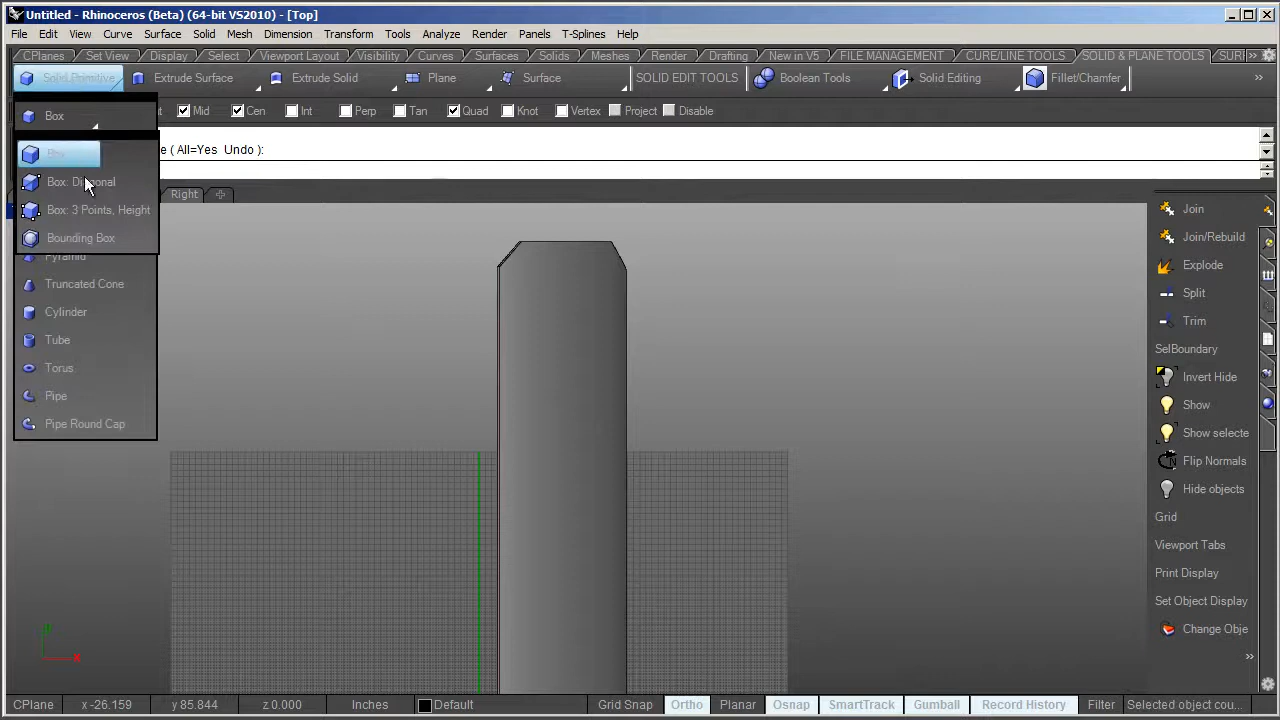 Untitled - Rhinoceros (Beta) (64-bit VS2010) - [Top]
File Edit View Curve Surface Solid Mesh Dimension Transform Tools Analyze Render Panels T-Splines Help
CPlanes Set View Display Select Viewport Layout Visibility Curves Surfaces Solids Meshes Render Drafting New in V5 FILE MANAGEMENT CURE/LINE TOOLS SOLID & PLANE TOOLS
Solid Primitive Extrude Surface Extrude Solid Plane Surface SOLID EDIT TOOLS Boolean Tools Solid Editing Fillet/Chamfer »
Box Mid Cen Int Perp Tan Quad Knot Vertex Project Disable
Box ( All=Yes Undo ):
Box: Diagonal Right
Box: 3 Points, Height
Bounding Box
Pyramid
Truncated Cone
Cylinder
Tube
Torus
Pipe
Pipe Round Cap
Join
Join/Rebuild
Explode
Split
Trim
SelBoundary
Invert Hide
Show
Show selecte
Flip Normals
Hide objects
Grid
Viewport Tabs
Print Display
Set Object Display
Change Obje
»
y
x
CPlane x -26.159 y 85.844 z 0.000 Inches Default Grid Snap Ortho Planar Osnap SmartTrack Gumball Record History Filter Selected object cou...